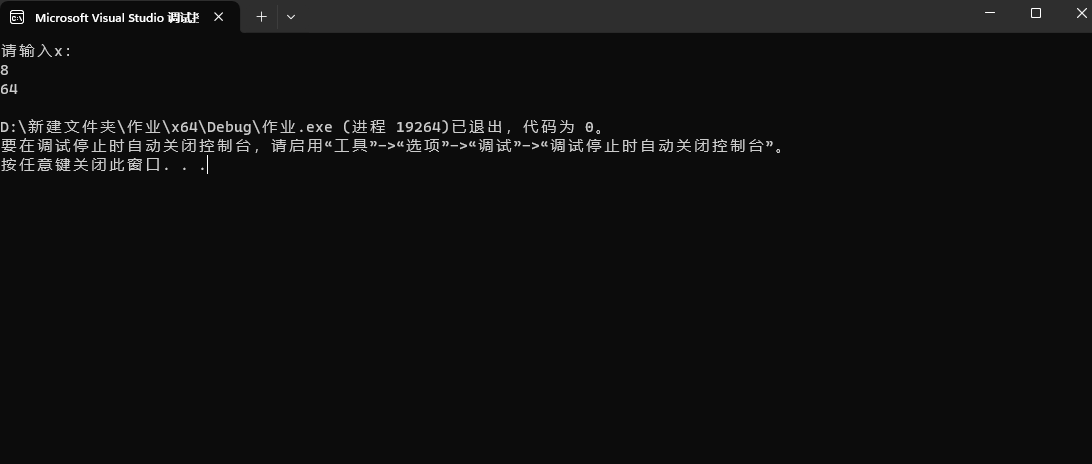 Microsoft Visual Studio 调试
请输入x:
8
64
D:\新建文件夹\作业\x64\Debug\作业.exe (进程 19264)已退出，代码为 0。
要在调试停止时自动关闭控制台，请启用“工具”->“选项”->“调试”->“调试停止时自动关闭控制台”。
按任意键关闭此窗口. . .